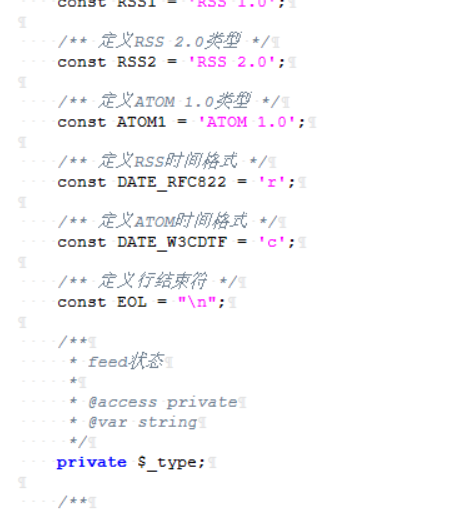 const RSS1 = 'RSS 1.0';
/** 定义RSS 2.0类型 */
const RSS2 = 'RSS 2.0';
/** 定义ATOM 1.0类型 */
const ATOM1 = 'ATOM 1.0';
/** 定义RSS时间格式 */
const DATE_RFC822 = 'r';
/** 定义ATOM时间格式 */
const DATE_W3CDTF = 'c';
/** 定义行结束符 */
const EOL = "\n";
/**
* feed状态
*
* @access private
* @var string
*/
private $_type;
/**